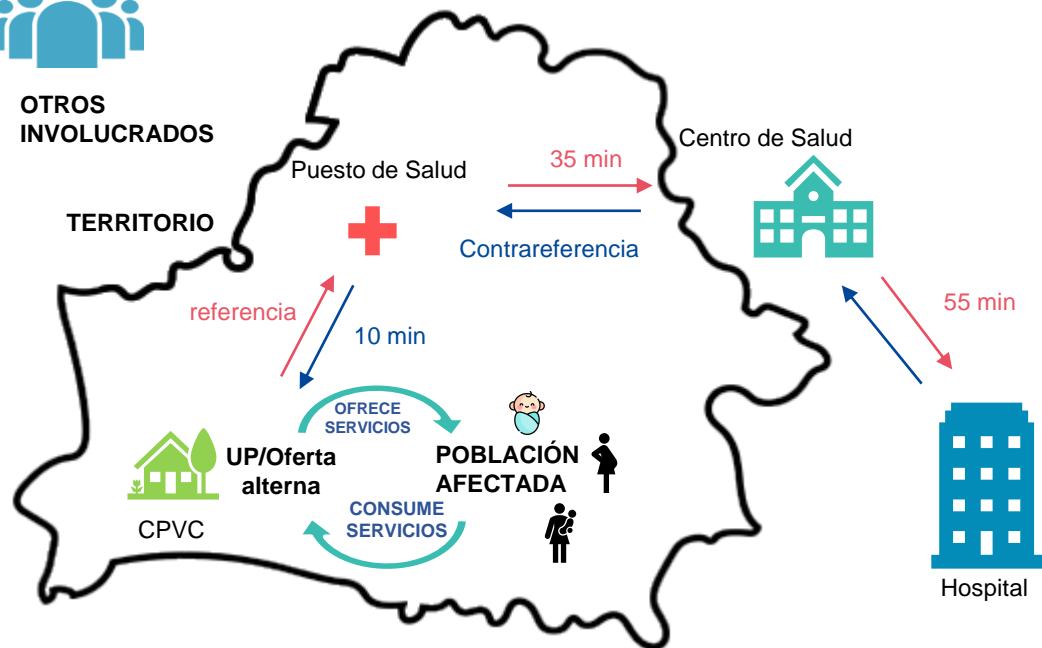 OTROS
INVOLUCRADOS
Centro de Salud
35 min
Puesto de Salud
TERRITORIO
Contrareferencia
referencia
55 min
10 min
OFRECE
SERVICIOS
UP/Oferta
alterna
POBLACIÓN
AFECTADA
CONSUME
SERVICIOS
CPVC
Hospital